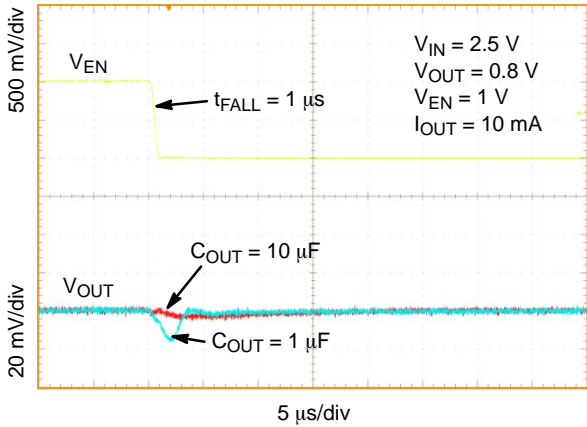 500 mV/div
V_EN
t_FALL = 1 μs
V_IN = 2.5 V
V_OUT = 0.8 V
V_EN = 1 V
I_OUT = 10 mA
20 mV/div
V_OUT
C_OUT = 10 μF
C_OUT = 1 μF
5 μs/div